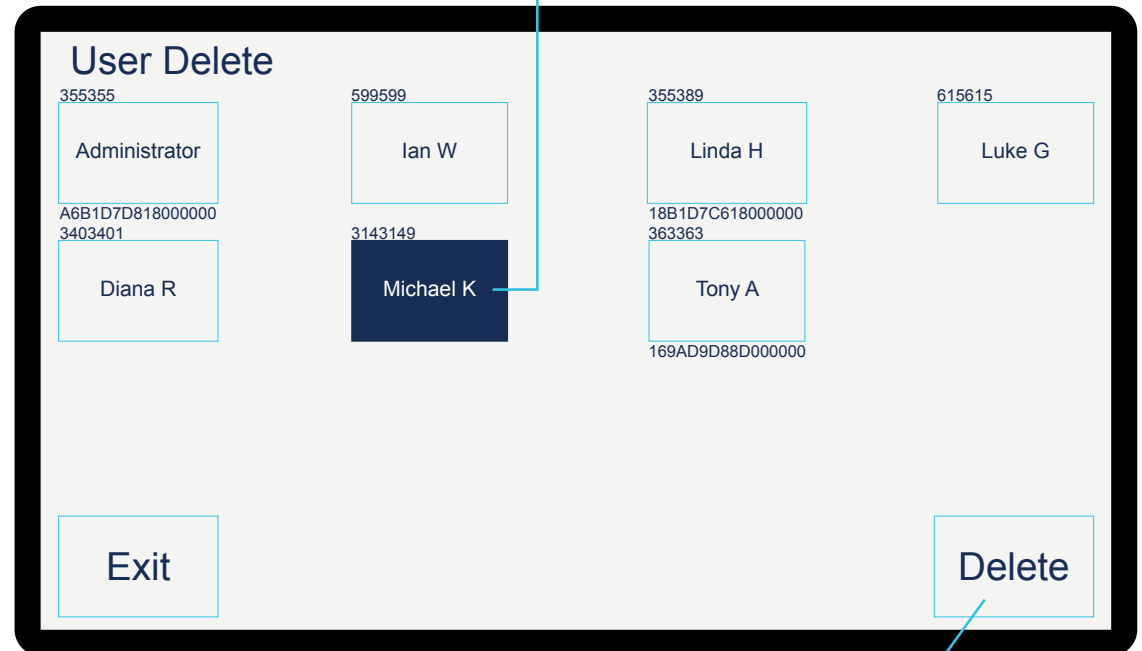 User Delete
355355 599599 355389 615615
Administrator Ian W Linda H Luke G
A6B1D7D818000000 18B1D7C618000000
3403401 3143149 363363
Diana R Michael K Tony A
169AD9D88D000000
Exit Delete